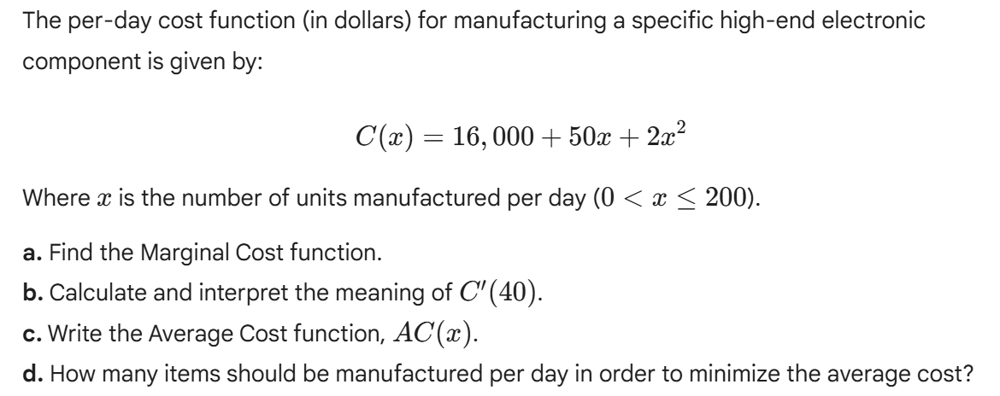 The per-day cost function (in dollars) for manufacturing a specific high-end electronic
component is given by:
C(x) = 16,000 + 50x + 2x²
Where x is the number of units manufactured per day (0 < x ≤ 200).
a. Find the Marginal Cost function.
b. Calculate and interpret the meaning of C′(40).
c. Write the Average Cost function, AC(x).
d. How many items should be manufactured per day in order to minimize the average cost?